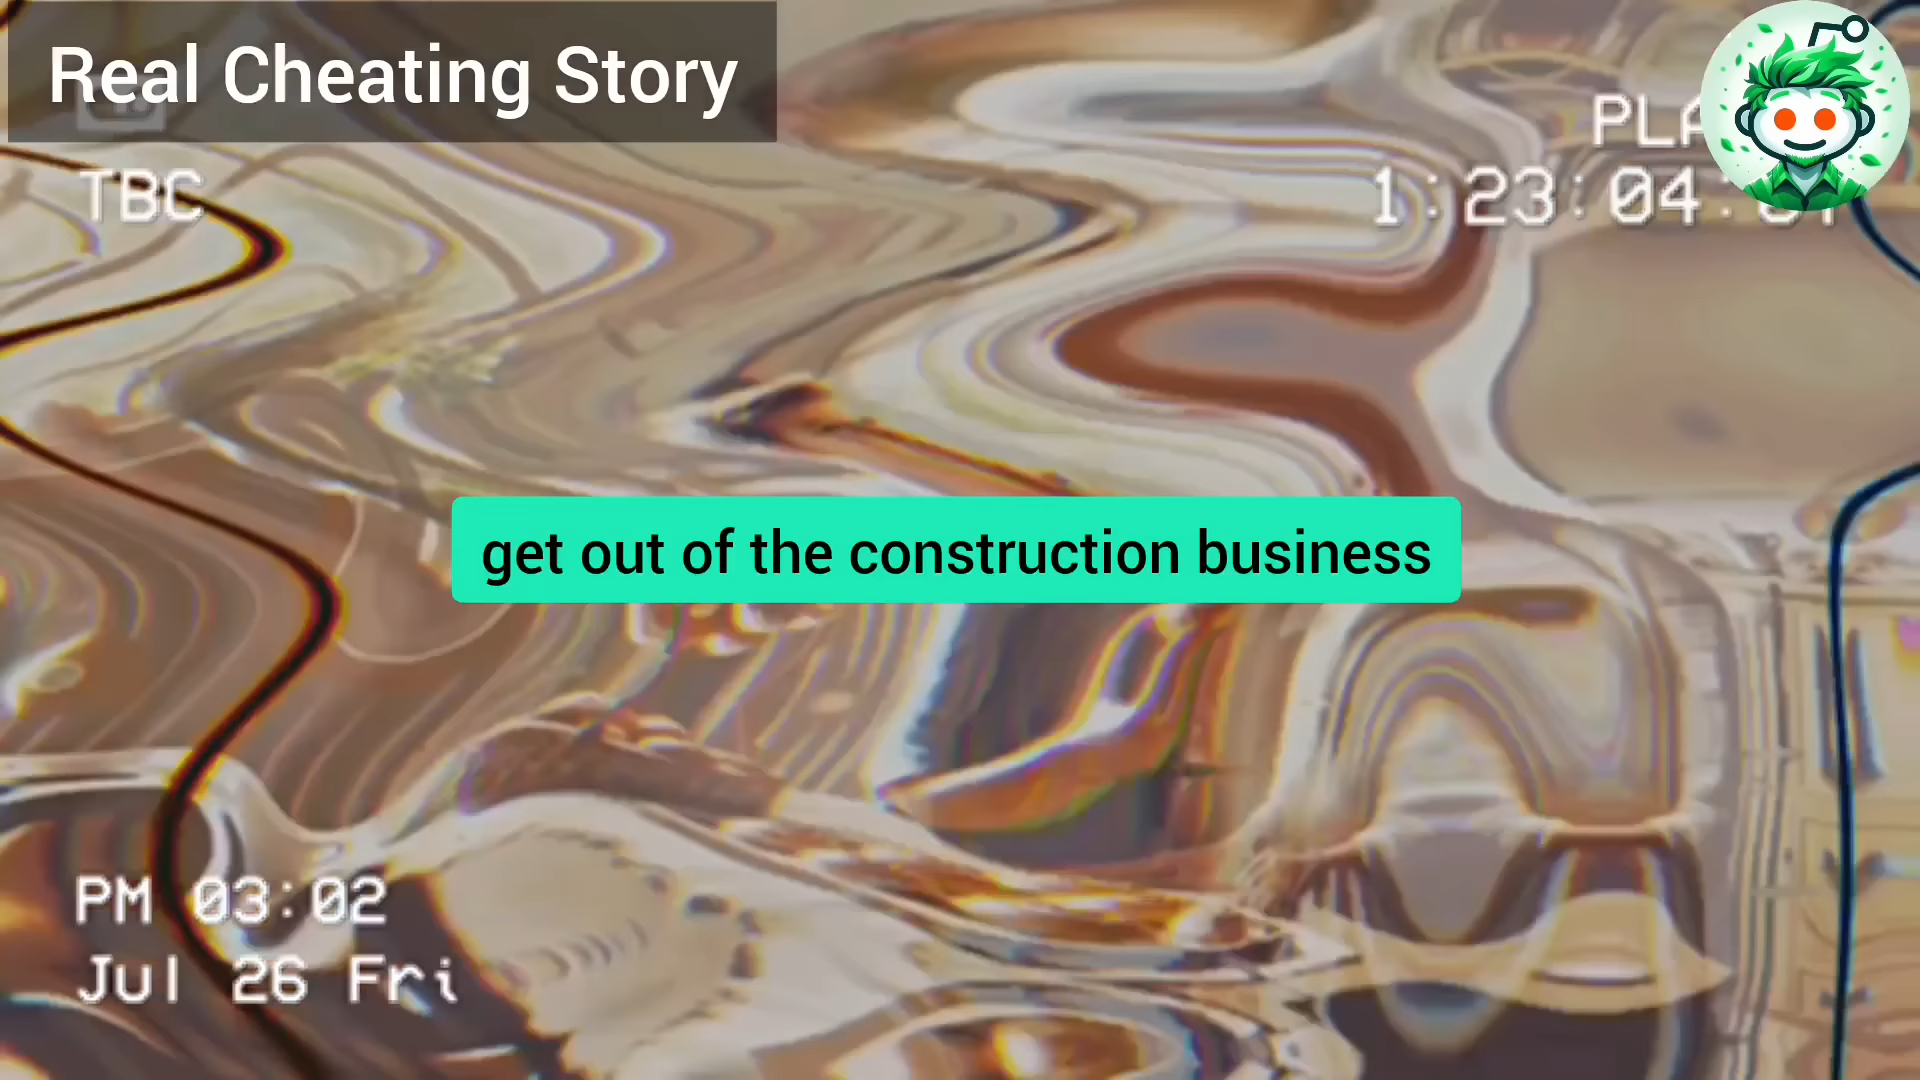 Real Cheating Story
TBC
1:23:04:
get out of the construction business
PM 03:02
Jul 26 Fri